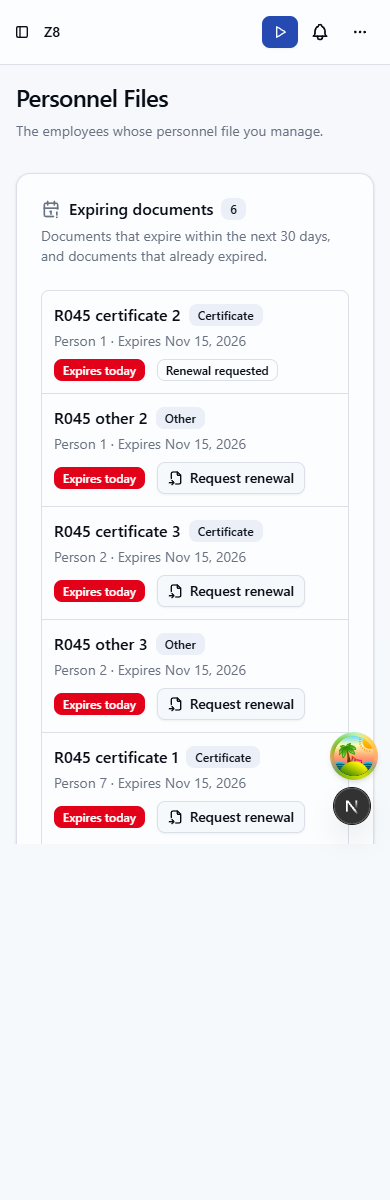 Z8
Personnel Files
The employees whose personnel file you manage.
Expiring documents 6
Documents that expire within the next 30 days,
and documents that already expired.
R045 certificate 2 Certificate
Person 1 · Expires Nov 15, 2026
Expires today Renewal requested
R045 other 2 Other
Person 1 · Expires Nov 15, 2026
Expires today Request renewal
R045 certificate 3 Certificate
Person 2 · Expires Nov 15, 2026
Expires today Request renewal
R045 other 3 Other
Person 2 · Expires Nov 15, 2026
Expires today Request renewal
R045 certificate 1 Certificate
Person 7 · Expires Nov 15, 2026
Expires today Request renewal
N